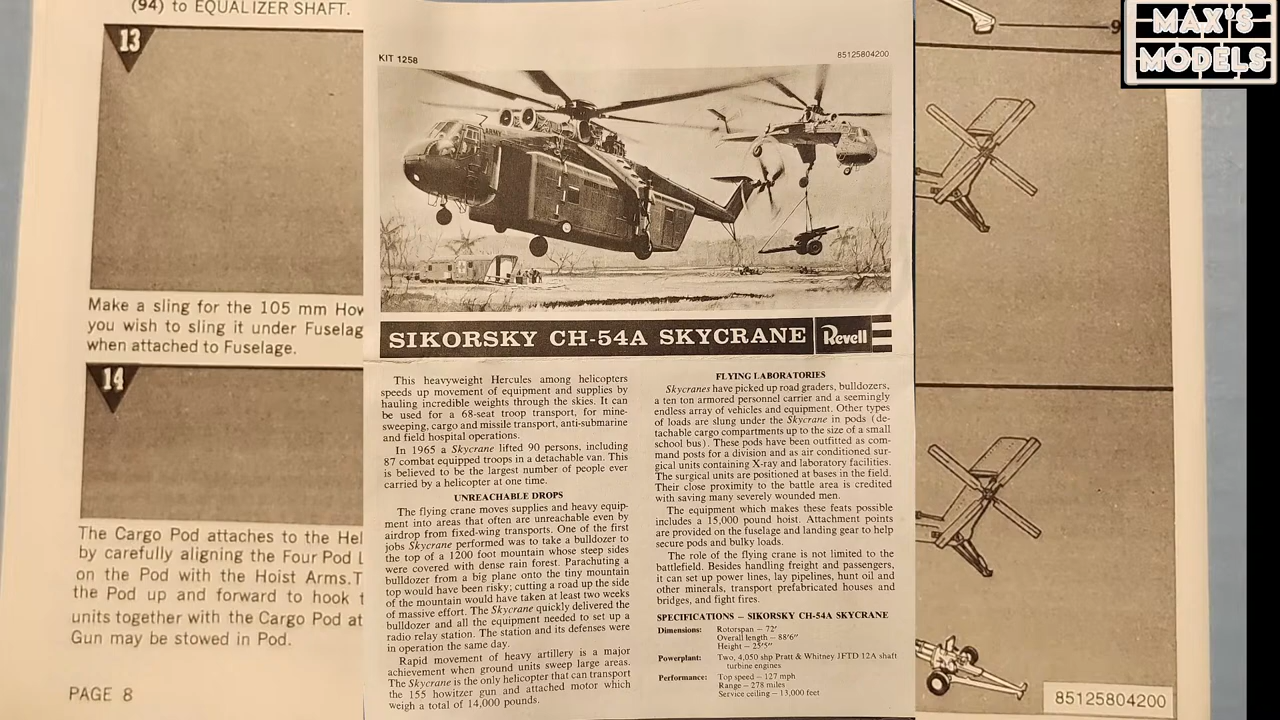 (94) to EQUALIZER SHAFT.
13
Make a sling for the 105 mm How
you wish to sling it under Fuselag
when attached to Fuselage.
14
The Cargo Pod attaches to the Hel
by carefully aligning the Four Pod L
on the Pod with the Hoist Arms. T
the Pod up and forward to hook t
units together with the Cargo Pod at
Gun may be stowed in Pod.
PAGE 8
KIT 1258
85125804200
ARMY
SIKORSKY CH-54A SKYCRANE
Revell
This heavyweight Hercules among helicopters
speeds up movement of equipment and supplies by
hauling incredible weights through the skies. It can
be used for a 68-seat troop transport, for mine-
sweeping, cargo and missile transport, anti-submarine
and field hospital operations.
In 1965 a Skycrane lifted 90 persons, including
87 combat equipped troops in a detachable van. This
is believed to be the largest number of people ever
carried by a helicopter at one time.
UNREACHABLE DROPS
The flying crane moves supplies and heavy equip-
ment into areas that often are unreachable even by
airdrop from fixed-wing transports. One of the first
jobs Skycrane performed was to take a bulldozer to
the top of a 1200 foot mountain whose steep sides
were covered with dense rain forest. Parachuting a
bulldozer from a big plane onto the tiny mountain
top would have been risky; cutting a road up the side
of the mountain would have taken at least two weeks
of massive effort. The Skycrane quickly delivered the
bulldozer and all the equipment needed to set up a
radio relay station. The station and its defenses were
in operation the same day.
Rapid movement of heavy artillery is a major
achievement when ground units sweep large areas.
The Skycrane is the only helicopter that can transport
the 155 howitzer gun and attached motor which
weigh a total of 14,000 pounds.
FLYING LABORATORIES
Skycranes have picked up road graders, bulldozers,
a ten ton armored personnel carrier and a seemingly
endless array of vehicles and equipment. Other types
of loads are slung under the Skycrane in pods (de-
tachable cargo compartments up to the size of a small
school bus). These pods have been outfitted as com-
mand posts for a division and as air conditioned sur-
gical units containing X-ray and laboratory facilities.
The surgical units are positioned at bases in the field.
Their close proximity to the battle area is credited
with saving many severely wounded men.
The equipment which makes these feats possible
includes a 15,000 pound hoist. Attachment points
are provided on the fuselage and landing gear to help
secure pods and bulky loads.
The role of the flying crane is not limited to the
battlefield. Besides handling freight and passengers,
it can set up power lines, lay pipelines, hunt oil and
other minerals, transport prefabricated houses and
bridges, and fight fires.
SPECIFICATIONS — SIKORSKY CH-54A SKYCRANE
Dimensions: Rotorspan — 72'
Overall length — 88'6"
Height — 25'5"
Powerplant: Two, 4,050 shp Pratt & Whitney JFTD 12A shaft
turbine engines
Performance: Top speed — 127 mph
Range — 278 miles
Service ceiling — 13,000 feet
9
MAX'S
MODELS
85125804200